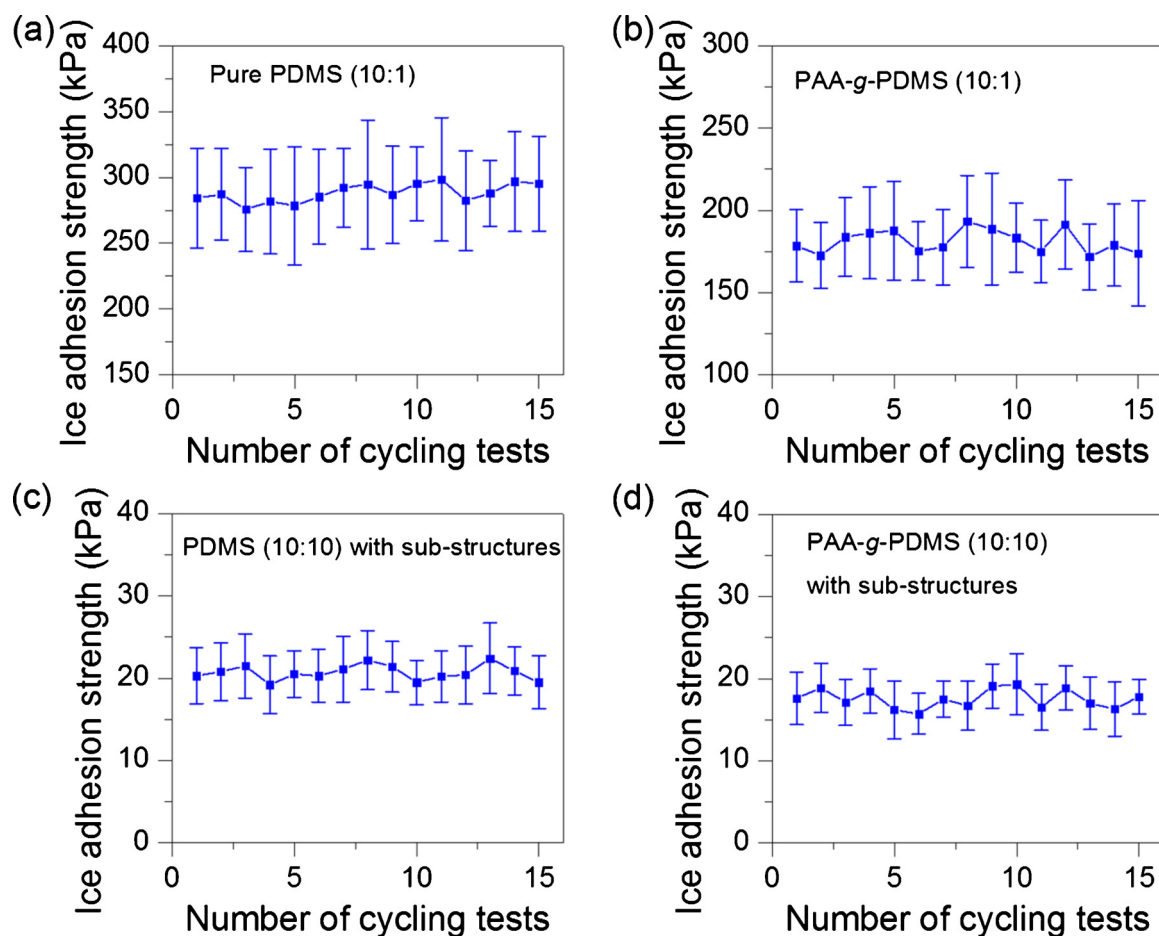 (a)
Ice adhesion strength (kPa)
400
350
300
250
200
150
Pure PDMS (10:1)
0 5 10 15
Number of cycling tests
(b)
Ice adhesion strength (kPa)
300
250
200
150
100
PAA-g-PDMS (10:1)
0 5 10 15
Number of cycling tests
(c)
Ice adhesion strength (kPa)
40
30
20
10
0
PDMS (10:10) with sub-structures
0 5 10 15
Number of cycling tests
(d)
Ice adhesion strength (kPa)
40
30
20
10
0
PAA-g-PDMS (10:10)
with sub-structures
0 5 10 15
Number of cycling tests